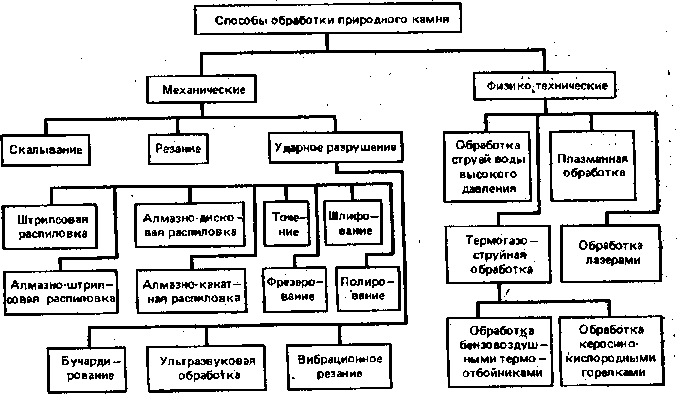 Способы обработки природного камня
Механические
Физико-технические
Скалывание
Резание
Ударное разрушение
Обработка
струей воды
высокого
давления
Плазменная
обработка
Штрипсовая
распиловка
Алмазно-диско-
вая распиловка
Точе-
ние
Шлифо-
вание
Термогазо-
струйная
обработка
Обработка
лазерами
Алмазно-штрип-
совая распиловка
Алмазно-канат-
ная распиловка
Фрезеро-
вание
Полиро-
вание
Бучарди-
рование
Ультразвуковая
обработка
Вибрационное
резание
Обработка
бензовоздуш-
ными термо-
отбойниками
Обработка
керосино-
кислородными
горелками